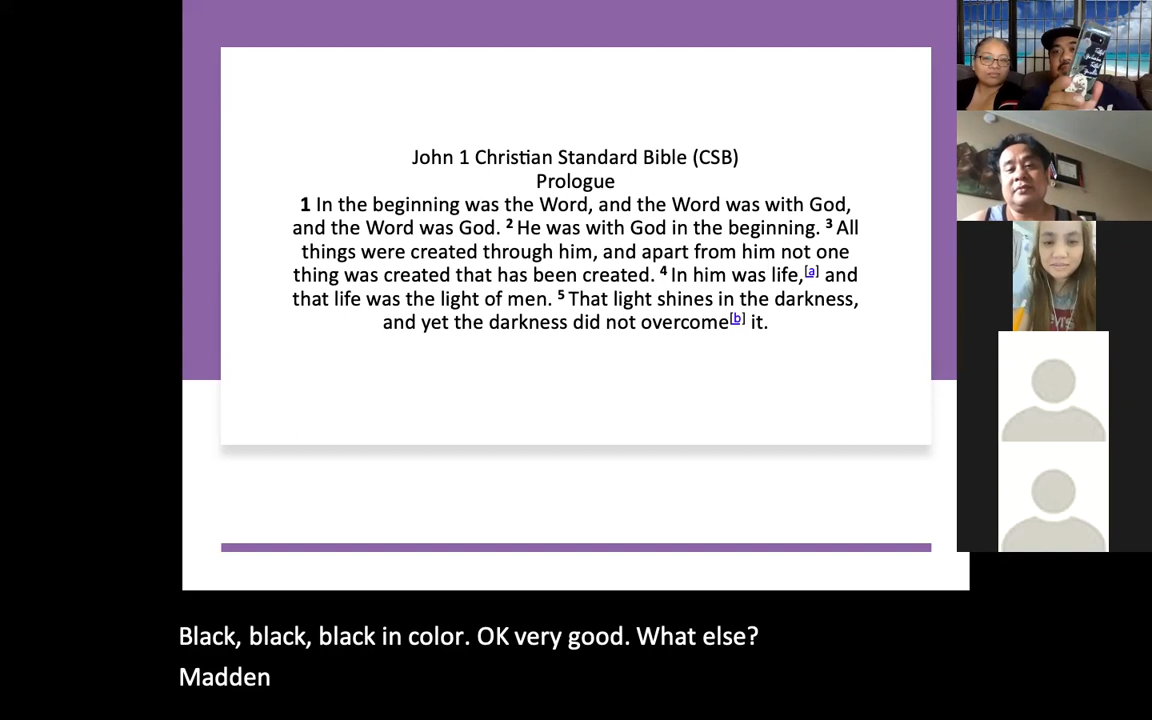 John 1 Christian Standard Bible (CSB)
Prologue
1 In the beginning was the Word, and the Word was with God,
and the Word was God. 2 He was with God in the beginning. 3 All
things were created through him, and apart from him not one
thing was created that has been created. 4 In him was life,[a] and
that life was the light of men. 5 That light shines in the darkness,
and yet the darkness did not overcome[b] it.
Black, black, black in color. OK very good. What else?
Madden